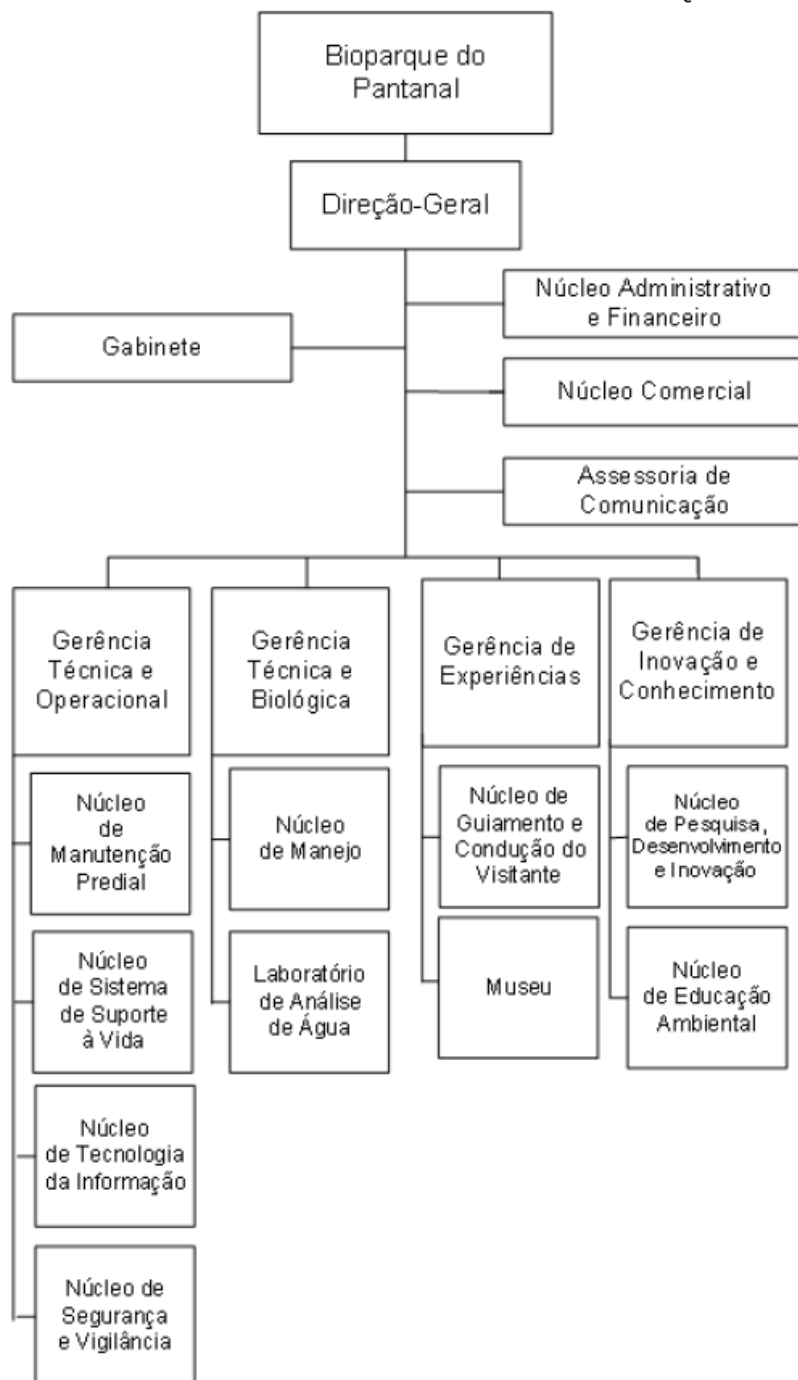 Bioparque do
Pantanal
Direção-Geral
Núcleo Administrativo
e Financeiro
Gabinete
Núcleo Comercial
Assessoria de
Comunicação
Gerência
Técnica e
Operacional
Gerência
Técnica e
Biológica
Gerência de
Experiências
Gerência de
Inovação e
Conhecimento
Núcleo
de
Manutenção
Predial
Núcleo
de Manejo
Núcleo de
Guiamento e
Condução do
Visitante
Núcleo
de Pesquisa,
Desenvolvimento
e Inovação
Núcleo
de Sistema
de Suporte
à Vida
Laboratório
de Análise
de Água
Museu
Núcleo
de Educação
Ambiental
Núcleo
de Tecnologia
da Informação
Núcleo de
Segurança
e Vigilância